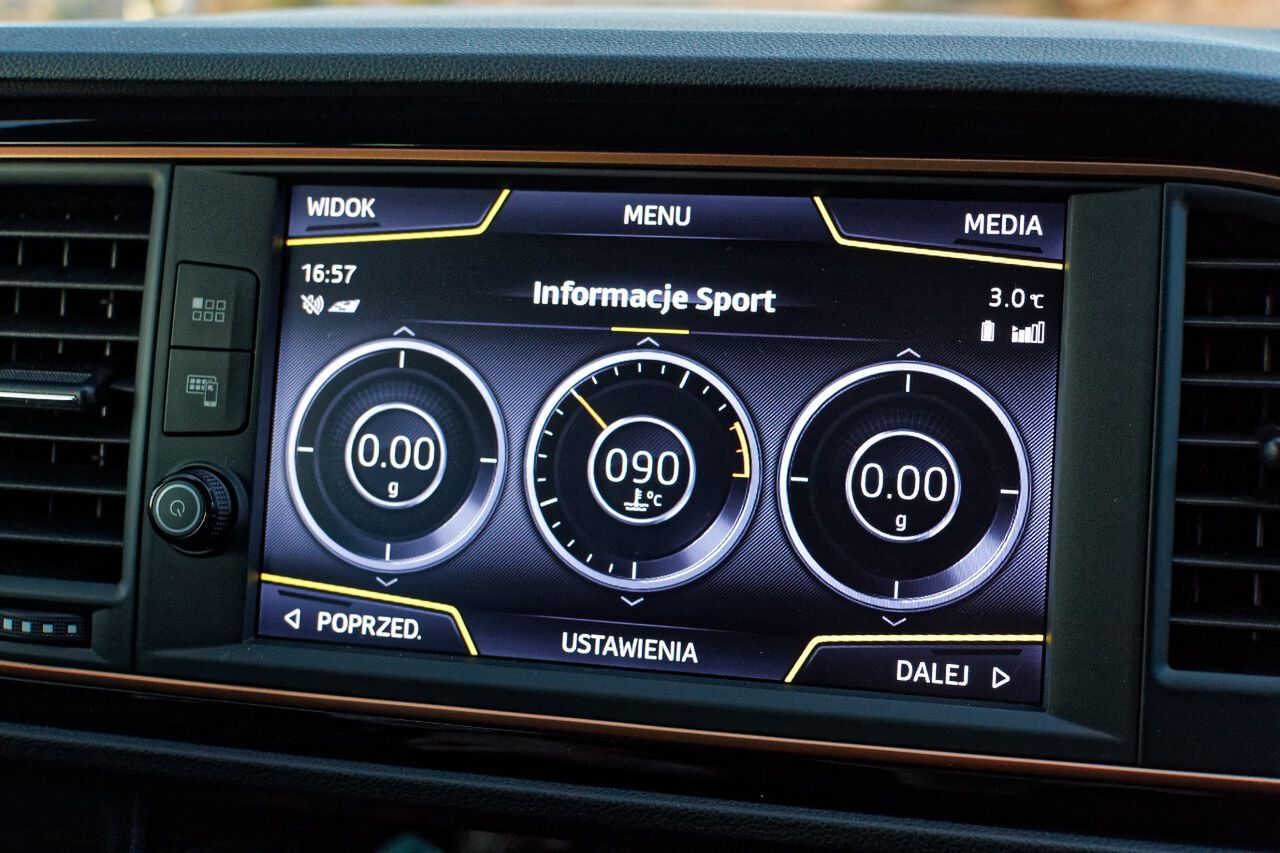 WIDOK
MENU
MEDIA
16:57
Informacje Sport
3.0 °C
0.00
g
090
°C
0.00
g
POPRZED.
USTAWIENIA
DALEJ